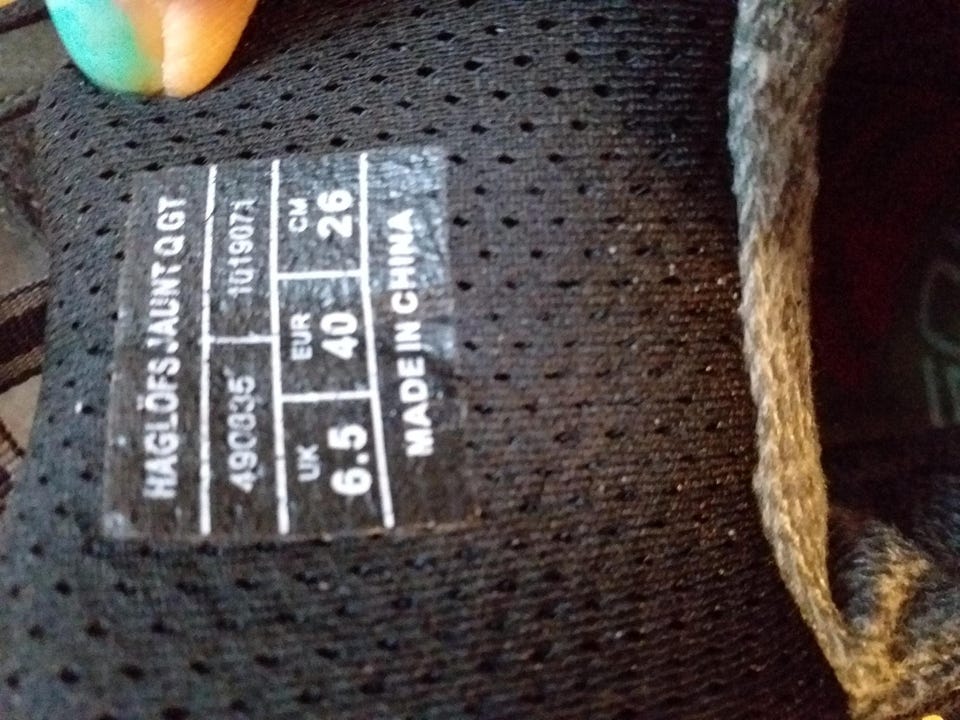 HAGLÖFS JAUNT Q GT
490835 1019071
UK EUR CM
6.5 40 26
MADE IN CHINA